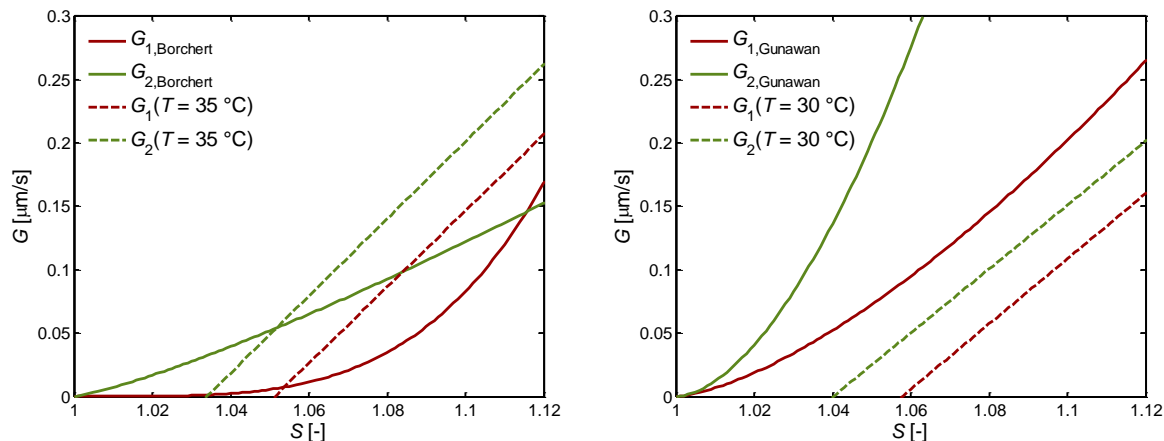 0.3
0.25
0.2
0.15
0.1
0.05
0
G [µm/s]
1
1.02
1.04
1.06
1.08
1.1
1.12
S [-]
G1,Borchert
G2,Borchert
G1(T = 35 °C)
G2(T = 35 °C)
0.3
0.25
0.2
0.15
0.1
0.05
0
G [µm/s]
1
1.02
1.04
1.06
1.08
1.1
1.12
S [-]
G1,Gunawan
G2,Gunawan
G1(T = 30 °C)
G2(T = 30 °C)